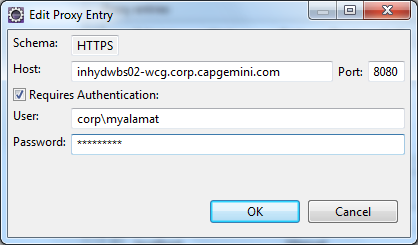 Edit Proxy Entry
Schema: HTTPS
Host: inhydwbs02-wcg.corp.capgemini.com Port: 8080
Requires Authentication:
User: corp\myalamat
Password: *********
OK Cancel